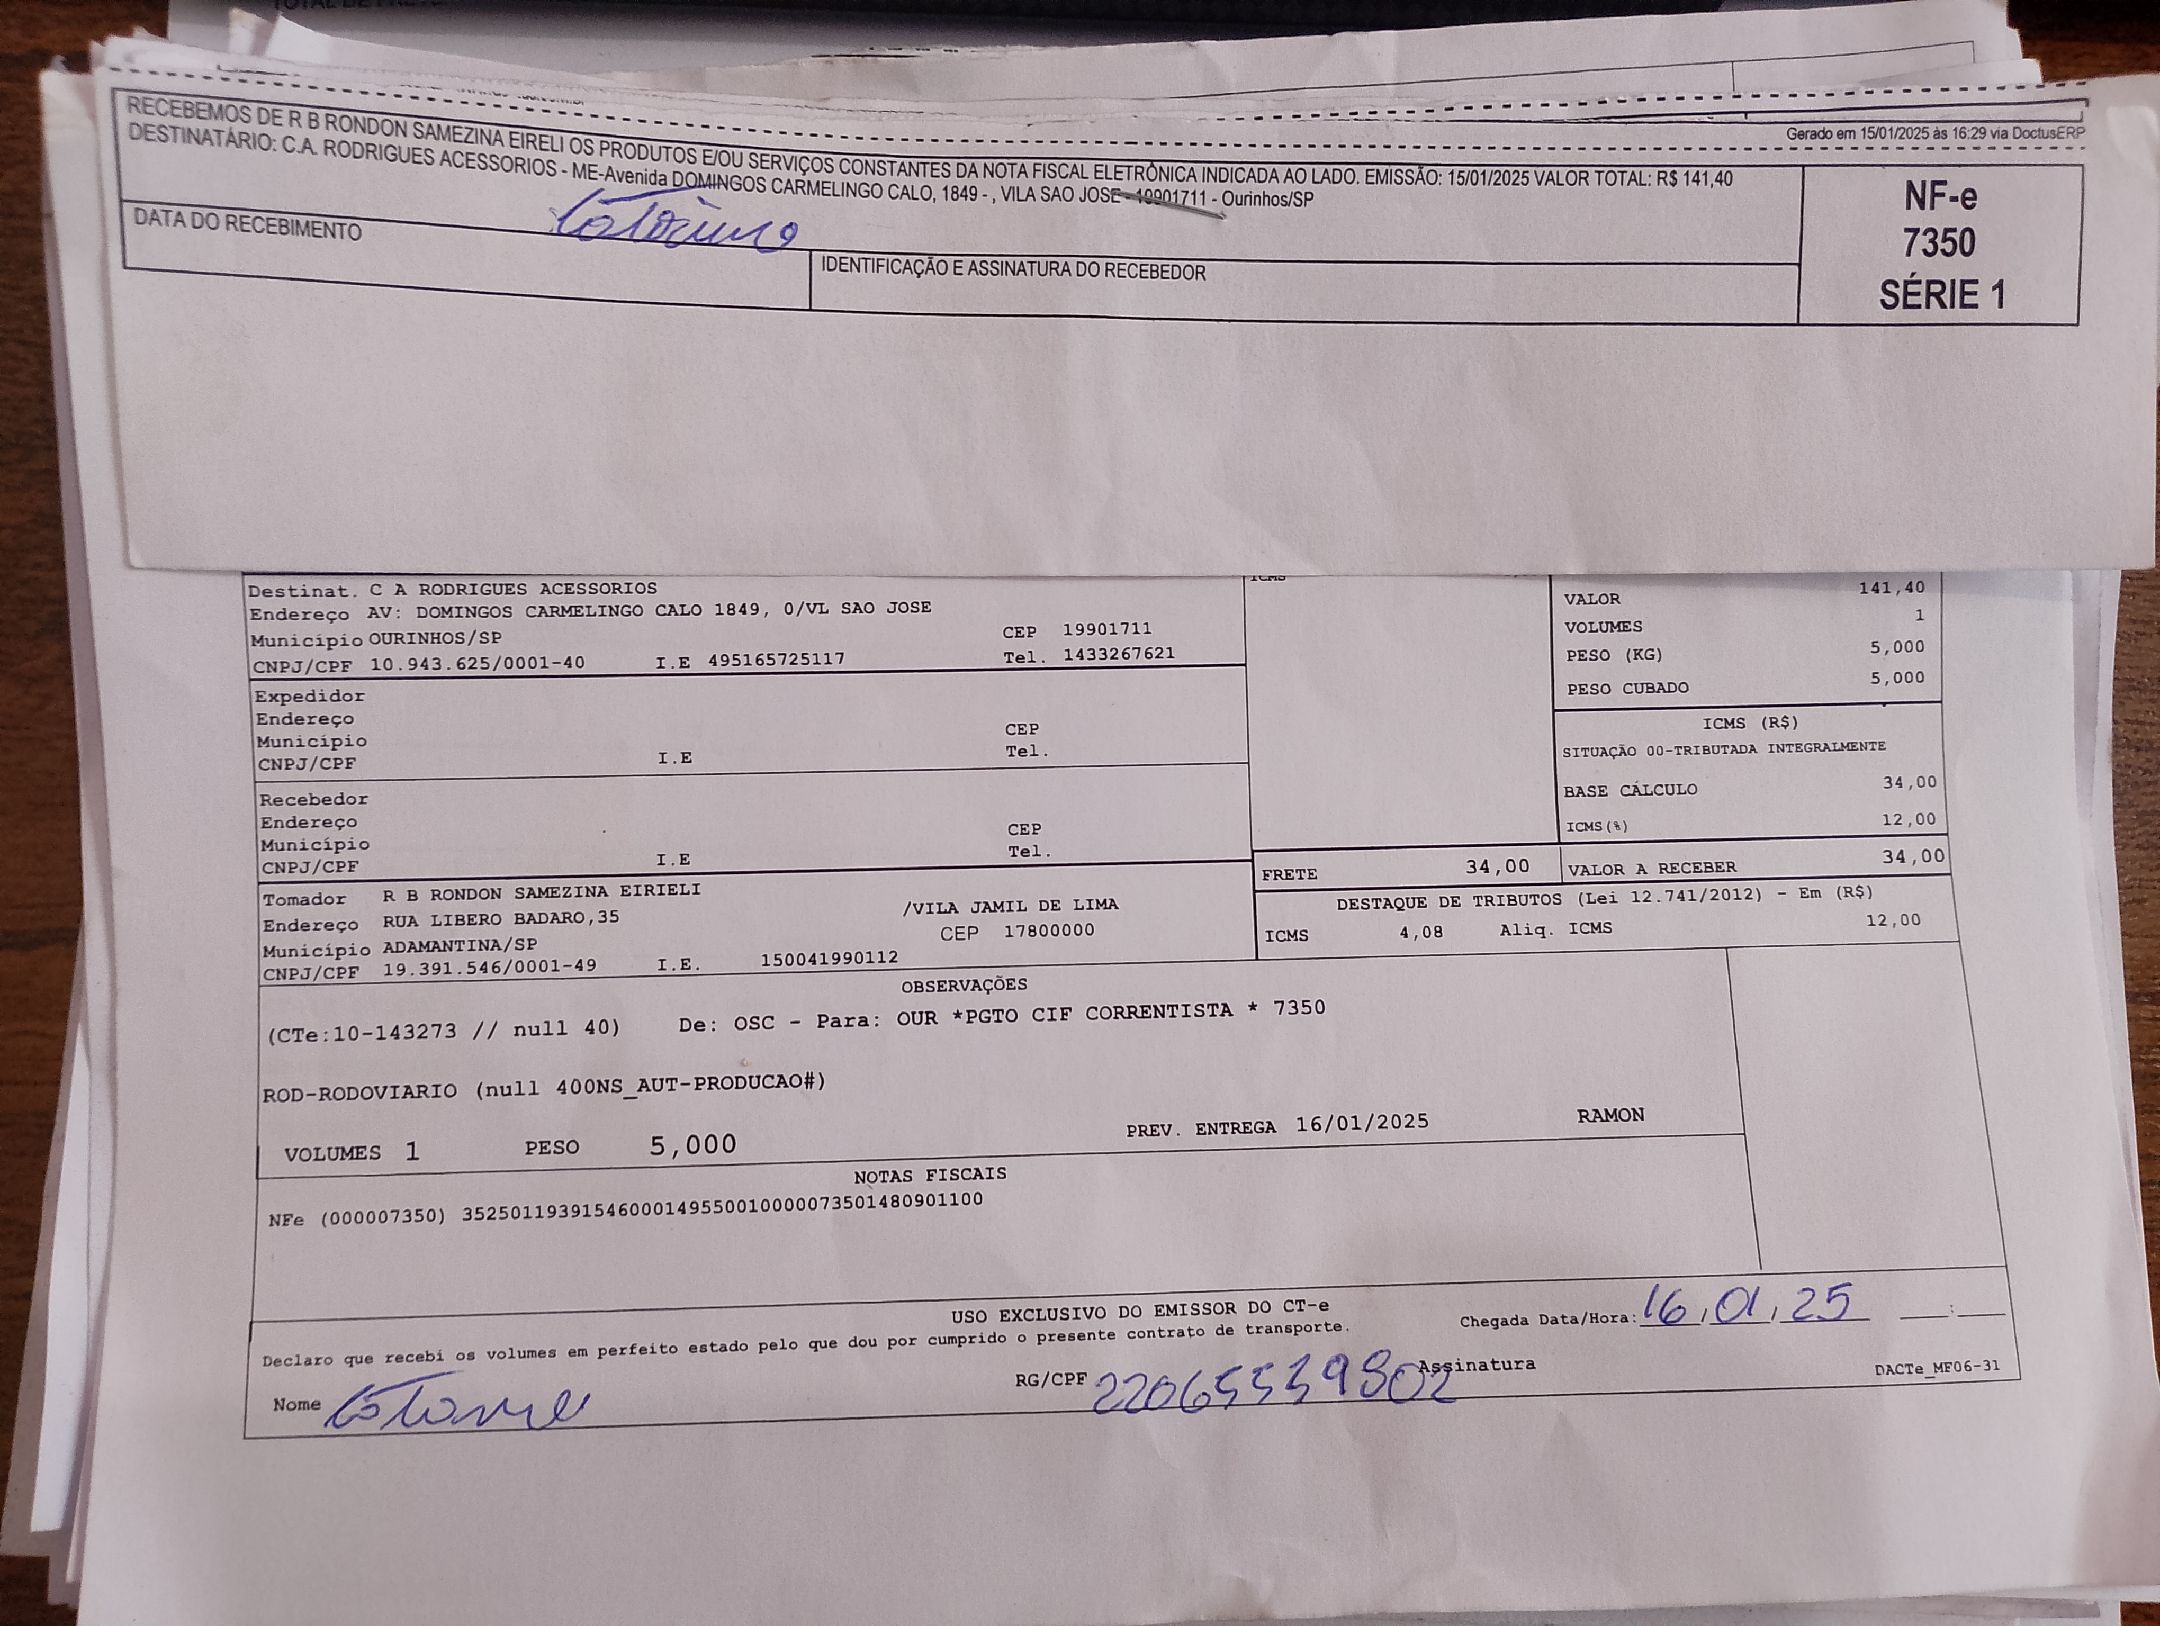 RECEBEMOS DE R B RONDON SAMEZINA EIRELI OS PRODUTOS E/OU SERVIÇOS CONSTANTES DA NOTA FISCAL ELETRÔNICA INDICADA AO LADO. EMISSÃO: 15/01/2025 VALOR TOTAL: R$ 141,40
DESTINATÁRIO: C.A. RODRIGUES ACESSORIOS - ME-Avenida DOMINGOS CARMELINGO CALO, 1849 - , VILA SAO JOSE - 19901711 - Ourinhos/SP
Gerado em 15/01/2025 às 16:29 via DoctusERP
NF-e
7350
SÉRIE 1
DATA DO RECEBIMENTO
IDENTIFICAÇÃO E ASSINATURA DO RECEBEDOR
Destinat. C A RODRIGUES ACESSORIOS
Endereço AV: DOMINGOS CARMELINGO CALO 1849, 0/VL SAO JOSE
Município OURINHOS/SP CEP 19901711
CNPJ/CPF 10.943.625/0001-40 I.E 495165725117 Tel. 1433267621
ICMS
VALOR 141,40
VOLUMES 1
PESO (KG) 5,000
PESO CUBADO 5,000
Expedidor
Endereço
Município CEP
CNPJ/CPF I.E Tel.
ICMS (R$)
SITUAÇÃO 00-TRIBUTADA INTEGRALMENTE
BASE CÁLCULO 34,00
ICMS(%) 12,00
Recebedor
Endereço
Município CEP
CNPJ/CPF I.E Tel.
FRETE 34,00 VALOR A RECEBER 34,00
Tomador R B RONDON SAMEZINA EIRIELI
Endereço RUA LIBERO BADARO,35 /VILA JAMIL DE LIMA
Município ADAMANTINA/SP CEP 17800000
CNPJ/CPF 19.391.546/0001-49 I.E. 150041990112
DESTAQUE DE TRIBUTOS (Lei 12.741/2012) - Em (R$)
ICMS 4,08 Aliq. ICMS 12,00
OBSERVAÇÕES
(CTe:10-143273 // null 40) De: OSC - Para: OUR *PGTO CIF CORRENTISTA * 7350
ROD-RODOVIARIO (null 400NS_AUT-PRODUCAO#)
VOLUMES 1 PESO 5,000 PREV. ENTREGA 16/01/2025 RAMON
NOTAS FISCAIS
NFe (000007350) 35250119391546000149550010000073501480901100
USO EXCLUSIVO DO EMISSOR DO CT-e
Chegada Data/Hora: 16,01,25 :
Declaro que recebi os volumes em perfeito estado pelo que dou por cumprido o presente contrato de transporte.
Nome RG/CPF 22065539802 Assinatura DACTe_MF06-31